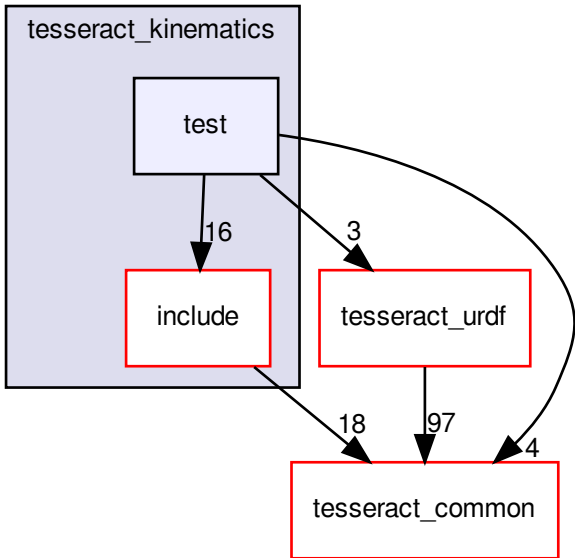 tesseract_kinematics
test
16
3
include
tesseract_urdf
18
97
4
tesseract_common